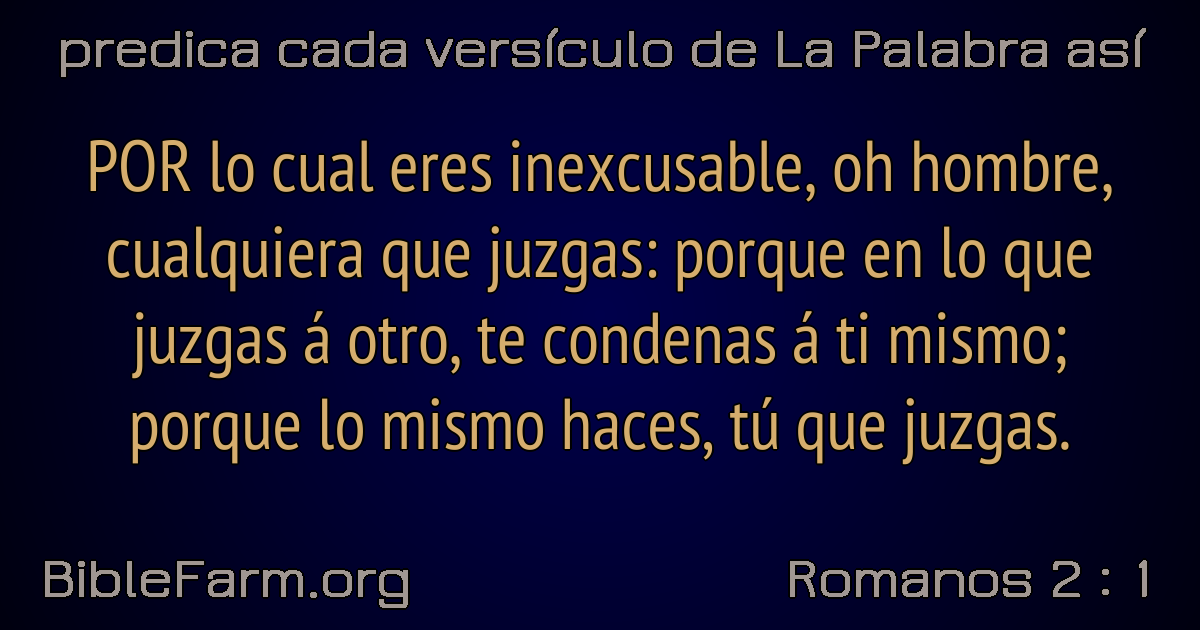 predica cada versículo de La Palabra así
POR lo cual eres inexcusable, oh hombre,
cualquiera que juzgas: porque en lo que
juzgas á otro, te condenas á ti mismo;
porque lo mismo haces, tú que juzgas.
BibleFarm.org
Romanos 2 : 1